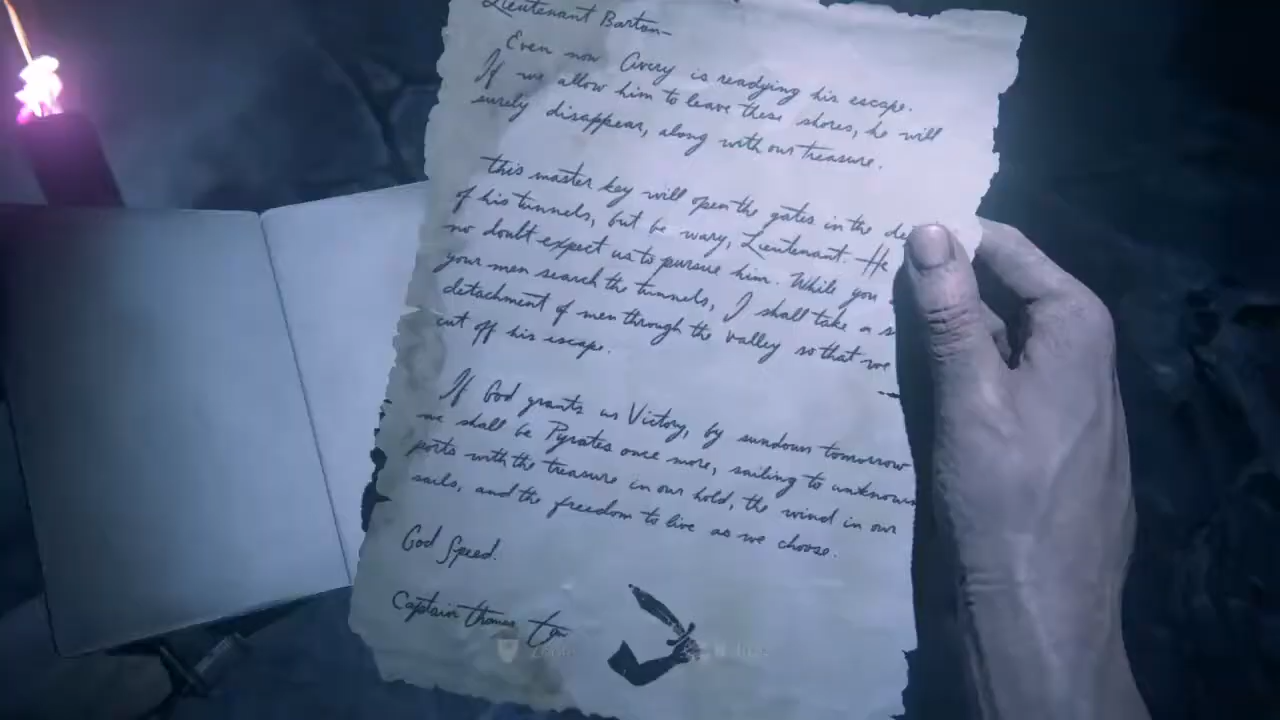 Lieutenant Barton-
Even now Avery is readying his escape.
If we allow him to leave these shores, he will
surely disappear, along with our treasure.
This master key will open the gates in the de
of his tunnels, but be wary, Lieutenant. He
no doubt expect us to pursue him. While you
your men search the tunnels, I shall take a s
detachment of men through the valley so that we
cut off his escape.
If God grants us Victory, by sundown tomorrow
we shall be Pyrates once more, sailing to unknown
ports with the treasure in our hold, the wind in our
sails, and the freedom to live as we choose.
God Speed.
Captain Thomas Tew